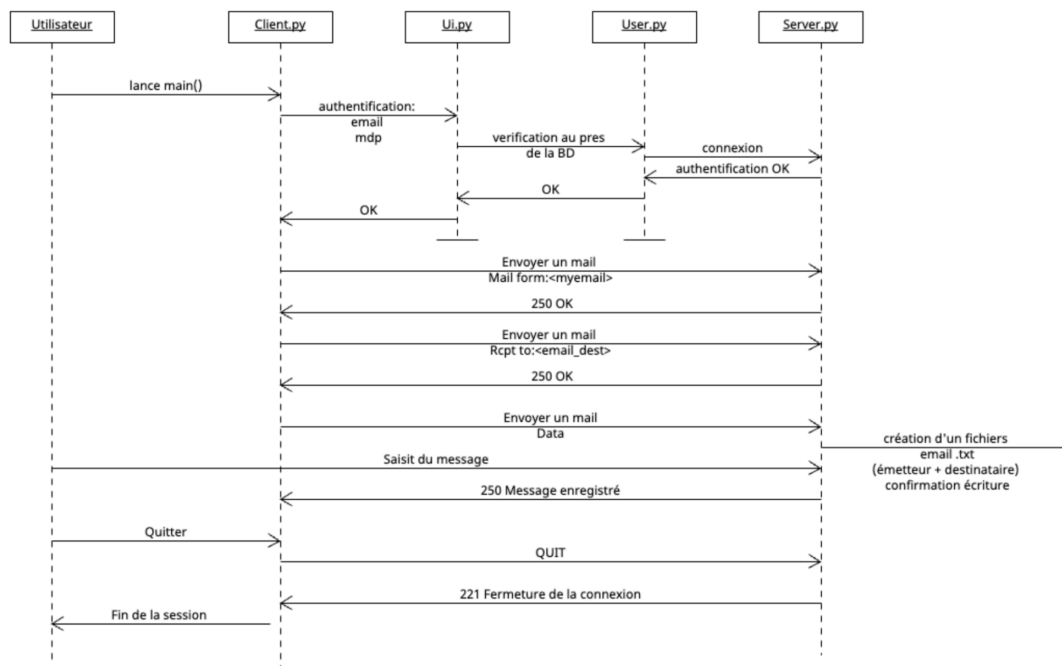 Utilisateur
Client.py
Ui.py
User.py
Server.py
lance main()
authentification:
email
mdp
verification au pres
de la BD
connexion
authentification OK
OK
OK
Envoyer un mail
Mail form:<myemail>
250 OK
Envoyer un mail
Rcpt to:<email_dest>
250 OK
Envoyer un mail
Data
création d'un fichiers
email .txt
(émetteur + destinataire)
confirmation écriture
Saisit du message
250 Message enregistré
Quitter
QUIT
221 Fermeture de la connexion
Fin de la session